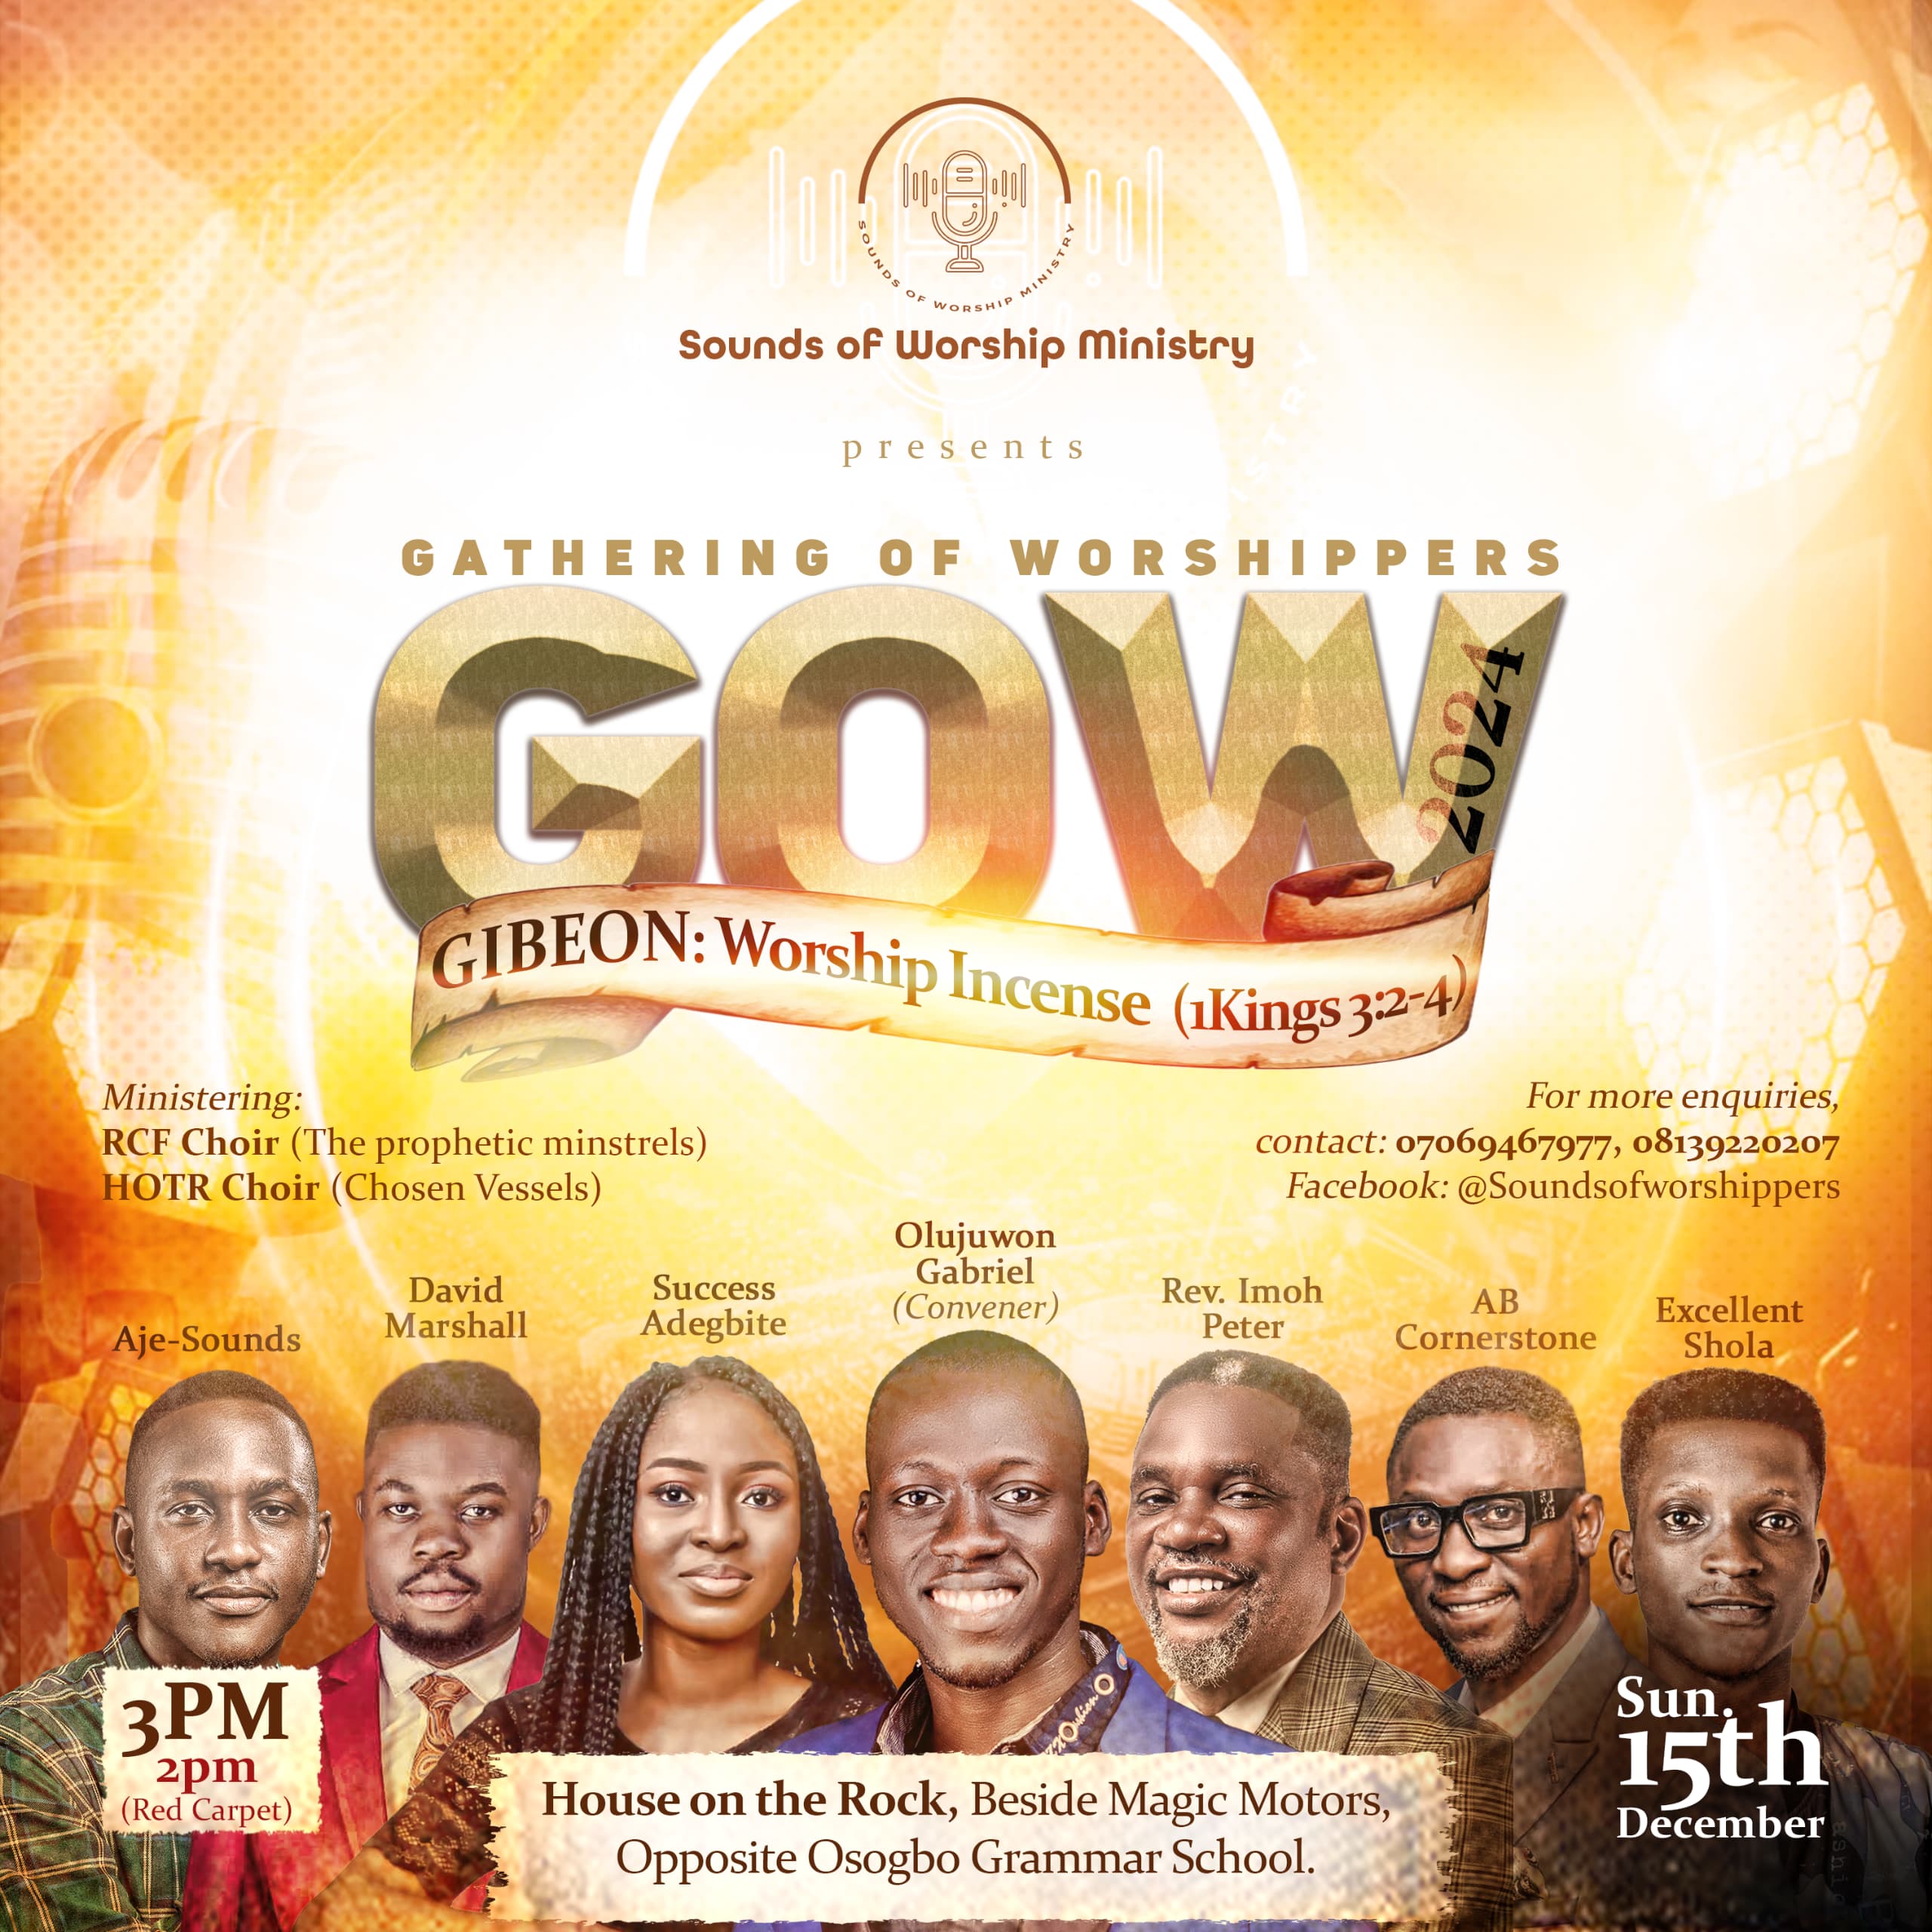 SOUNDS OF WORSHIP MINISTRY
Sounds of Worship Ministry
presents
GATHERING OF WORSHIPPERS
GOW
2024
GIBEON: Worship Incense (1Kings 3:2-4)
Ministering:
RCF Choir (The prophetic minstrels)
HOTR Choir (Chosen Vessels)
For more enquiries,
contact: 07069467977, 08139220207
Facebook: @Soundsofworshippers
Aje-Sounds
David
Marshall
Success
Adegbite
Olujuwon
Gabriel
(Convener)
Rev. Imoh
Peter
AB
Cornerstone
Excellent
Shola
3PM
2pm
(Red Carpet)
House on the Rock, Beside Magic Motors,
Opposite Osogbo Grammar School.
Sun.
15th
December